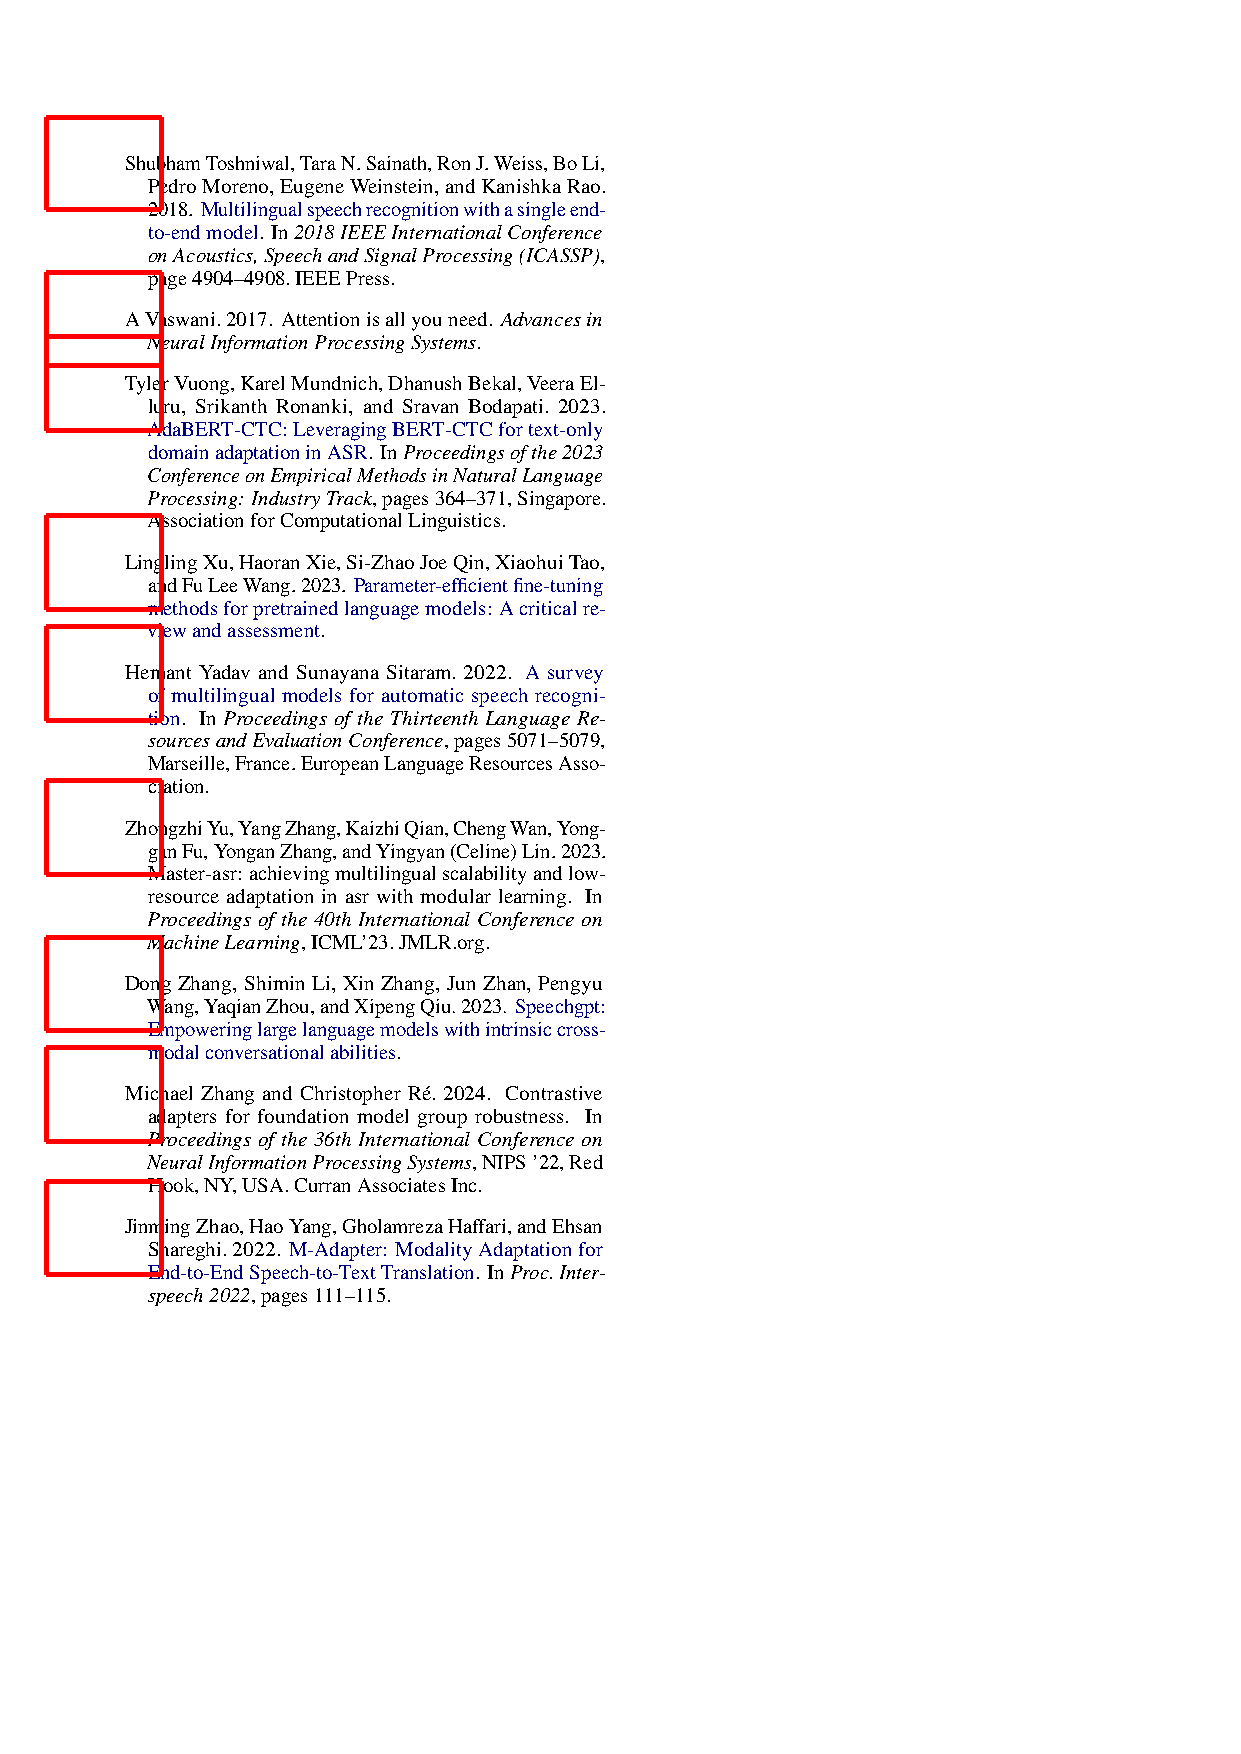 Shubham Toshniwal, Tara N. Sainath, Ron J. Weiss, Bo Li,
Pedro Moreno, Eugene Weinstein, and Kanishka Rao.
2018. Multilingual speech recognition with a single end-
to-end model. In 2018 IEEE International Conference
on Acoustics, Speech and Signal Processing (ICASSP),
page 4904–4908. IEEE Press.
A Vaswani. 2017. Attention is all you need. Advances in
Neural Information Processing Systems.
Tyler Vuong, Karel Mundnich, Dhanush Bekal, Veera El-
luru, Srikanth Ronanki, and Sravan Bodapati. 2023.
AdaBERT-CTC: Leveraging BERT-CTC for text-only
domain adaptation in ASR. In Proceedings of the 2023
Conference on Empirical Methods in Natural Language
Processing: Industry Track, pages 364–371, Singapore.
Association for Computational Linguistics.
Lingling Xu, Haoran Xie, Si-Zhao Joe Qin, Xiaohui Tao,
and Fu Lee Wang. 2023. Parameter-efficient fine-tuning
methods for pretrained language models: A critical re-
view and assessment.
Hemant Yadav and Sunayana Sitaram. 2022. A survey
of multilingual models for automatic speech recogni-
tion. In Proceedings of the Thirteenth Language Re-
sources and Evaluation Conference, pages 5071–5079,
Marseille, France. European Language Resources Asso-
ciation.
Zhongzhi Yu, Yang Zhang, Kaizhi Qian, Cheng Wan, Yong-
gan Fu, Yongan Zhang, and Yingyan (Celine) Lin. 2023.
Master-asr: achieving multilingual scalability and low-
resource adaptation in asr with modular learning. In
Proceedings of the 40th International Conference on
Machine Learning, ICML'23. JMLR.org.
Dong Zhang, Shimin Li, Xin Zhang, Jun Zhan, Pengyu
Wang, Yaqian Zhou, and Xipeng Qiu. 2023. Speechgpt:
Empowering large language models with intrinsic cross-
modal conversational abilities.
Michael Zhang and Christopher Ré. 2024. Contrastive
adapters for foundation model group robustness. In
Proceedings of the 36th International Conference on
Neural Information Processing Systems, NIPS '22, Red
Hook, NY, USA. Curran Associates Inc.
Jinming Zhao, Hao Yang, Gholamreza Haffari, and Ehsan
Shareghi. 2022. M-Adapter: Modality Adaptation for
End-to-End Speech-to-Text Translation. In Proc. Inter-
speech 2022, pages 111–115.